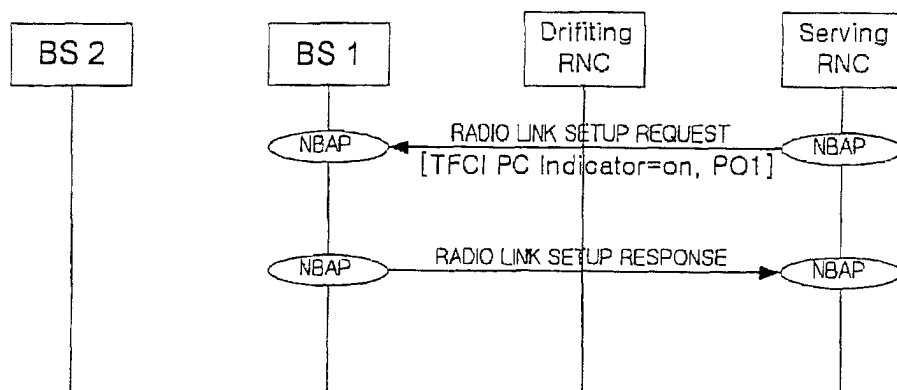 BS 2
BS 1
Drifiting
RNC
Serving
RNC
NBAP
RADIO LINK SETUP REQUEST
NBAP
[TFCI PC Indicator=on, PO1]
NBAP
RADIO LINK SETUP RESPONSE
NBAP